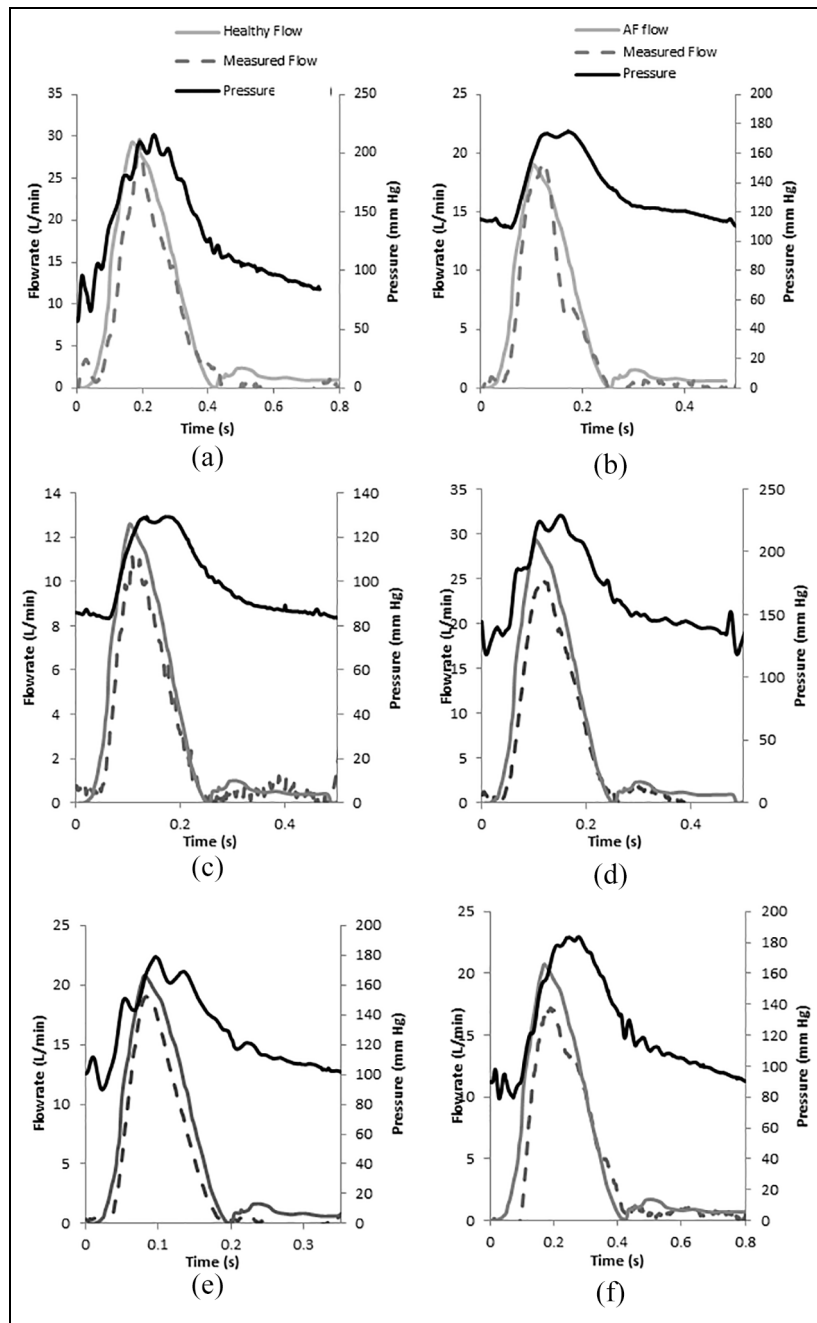 Healthy Flow
Measured Flow
Pressure
Flowrate (L/min)
35
30
25
20
15
10
5
0
250
200
150
100
50
0
Pressure (mm Hg)
0 0.2 0.4 0.6 0.8
Time (s)
(a)
AF flow
Measured Flow
Pressure
Flowrate (L/min)
25
20
15
10
5
0
200
180
160
140
120
100
80
60
40
20
0
Pressure (mm Hg)
0 0.2 0.4
Time (s)
(b)
Flowrate (L/min)
14
12
10
8
6
4
2
0
140
120
100
80
60
40
20
0
Pressure (mm Hg)
0 0.2 0.4
Time (s)
(c)
Flowrate (L/min)
35
30
25
20
15
10
5
0
250
200
150
100
50
0
Pressure (mm Hg)
0 0.2 0.4
Time (s)
(d)
Flowrate (L/min)
25
20
15
10
5
0
200
180
160
140
120
100
80
60
40
20
0
Pressure (mm Hg)
0 0.1 0.2 0.3
Time (s)
(e)
Flowrate (L/min)
25
20
15
10
5
0
200
180
160
140
120
100
80
60
40
20
0
Pressure (mm Hg)
0 0.2 0.4 0.6 0.8
Time (s)
(f)